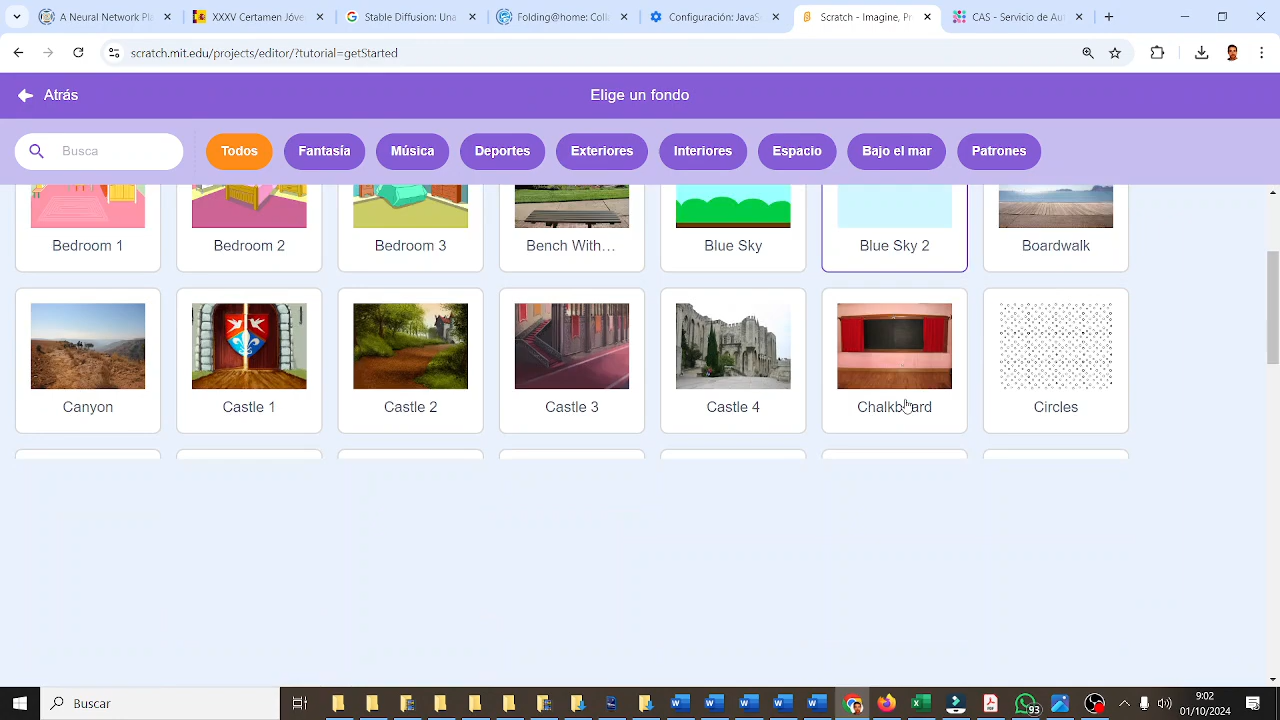 A Neural Network Pl
XXXV Certamen Jóve
Stable Diffusion: Una
Folding@home: Col
Configuración: JavaS
Scratch - Imagine, Pr
CAS - Servicio de Aut
scratch.mit.edu/projects/editor/?tutorial=getStarted
Atrás
Elige un fondo
Busca
Todos
Fantasía
Música
Deportes
Exteriores
Interiores
Espacio
Bajo el mar
Patrones
Bedroom 1
Bedroom 2
Bedroom 3
Bench With...
Blue Sky
Blue Sky 2
Boardwalk
Canyon
Castle 1
Castle 2
Castle 3
Castle 4
Chalkboard
Circles
Buscar
93
9:02
01/10/2024